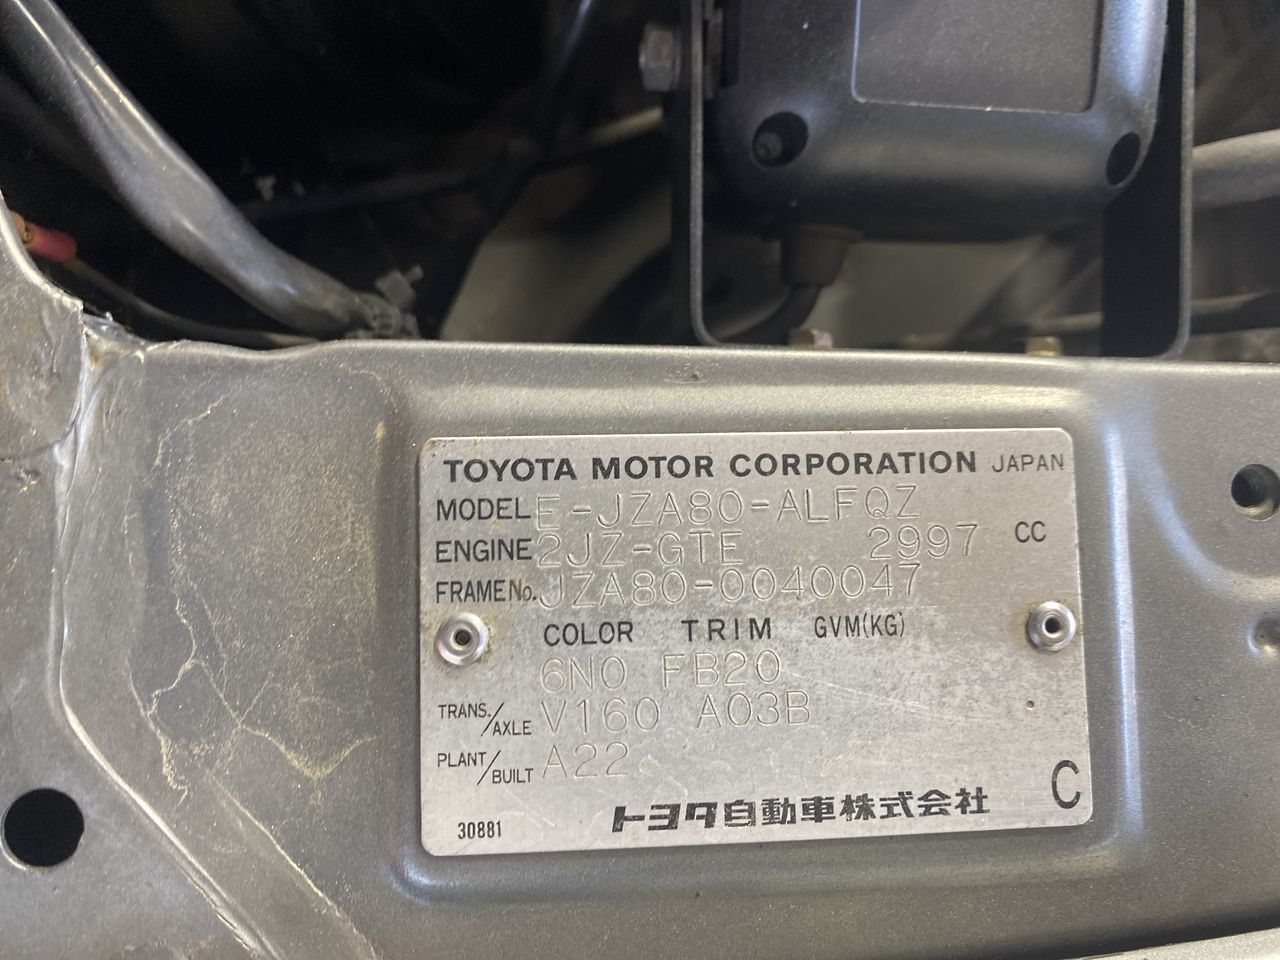 TOYOTA MOTOR CORPORATION JAPAN
MODEL E-JZA80-ALFQZ
ENGINE 2JZ-GTE 2997 CC
FRAME No. JZA80-0040047
COLOR TRIM GVM(KG)
6N0 FB20
TRANS./AXLE V160 A03B
PLANT/BUILT A22
30881 トヨタ自動車株式会社 C